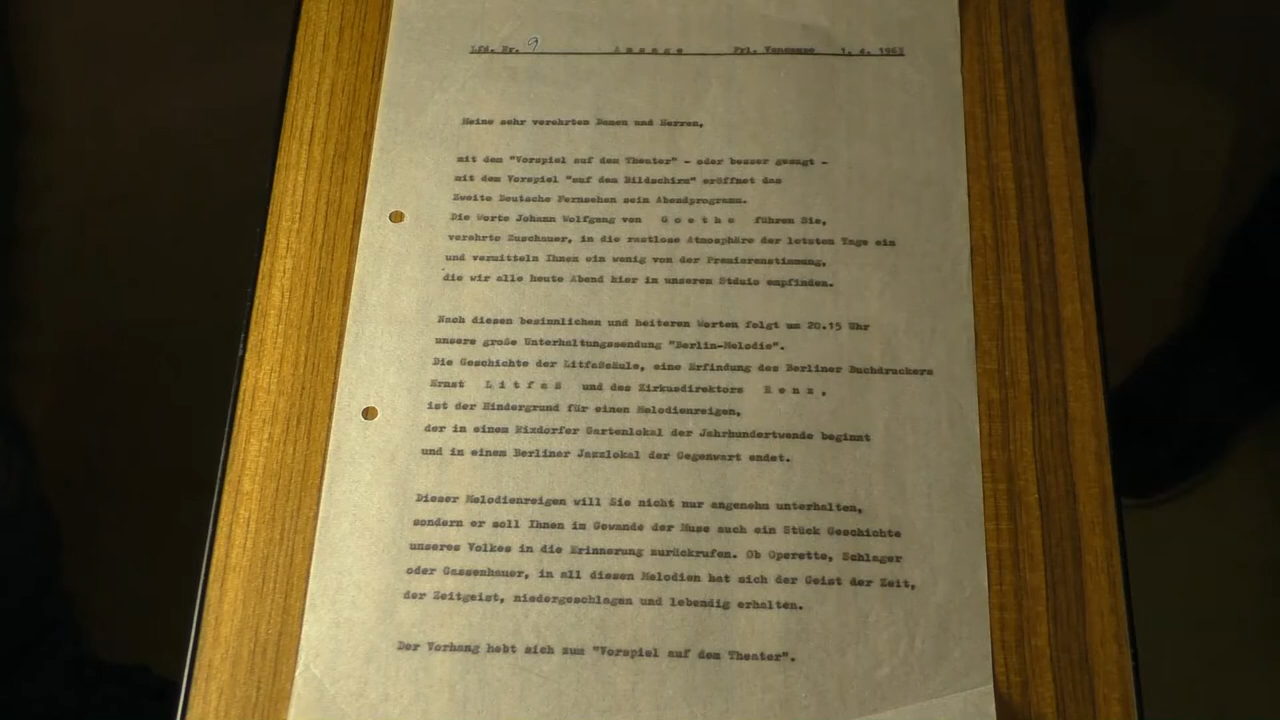 Lfd. Nr. 9 A n s a g e Frl. Vanoenze 1. 4. 1963
Meine sehr verehrten Damen und Herren,
mit dem "Vorspiel auf dem Theater" - oder besser gesagt -
mit dem Vorspiel "auf dem Bildschirm" eröffnet das
Zweite Deutsche Fernsehen sein Abendprogramm.
Die Worte Johann Wolfgang von G o e t h e führen Sie,
verehrte Zuschauer, in die rastlose Atmosphäre der letzten Tage ein
und vermitteln Ihnen ein wenig von der Premierenstimmung,
die wir alle heute Abend hier in unseren Stduio empfinden.
Nach diesen besinnlichen und heiteren Worten folgt um 20.15 Uhr
unsere große Unterhaltungssendung "Berlin-Melodie".
Die Geschichte der Litfaßsäule, eine Erfindung des Berliner Buchdruckers
Ernst L i t f a ß und des Zirkusdirektors R e n z ,
ist der Hindergrund für einen Melodienreigen,
der in einem Rixdorfer Gartenlokal der Jahrhundertwende beginnt
und in einem Berliner Jazzlokal der Gegenwart endet.
Dieser Melodienreigen will Sie nicht nur angenehm unterhalten,
sondern er soll Ihnen im Gewande der Muse auch ein Stück Geschichte
unseres Volkes in die Erinnerung zurückrufen. Ob Operette, Schlager
oder Gassenhauer, in all diesen Melodien hat sich der Geist der Zeit,
der Zeitgeist, niedergeschlagen und lebendig erhalten.
Der Vorhang hebt sich zum "Vorspiel auf dem Theater".